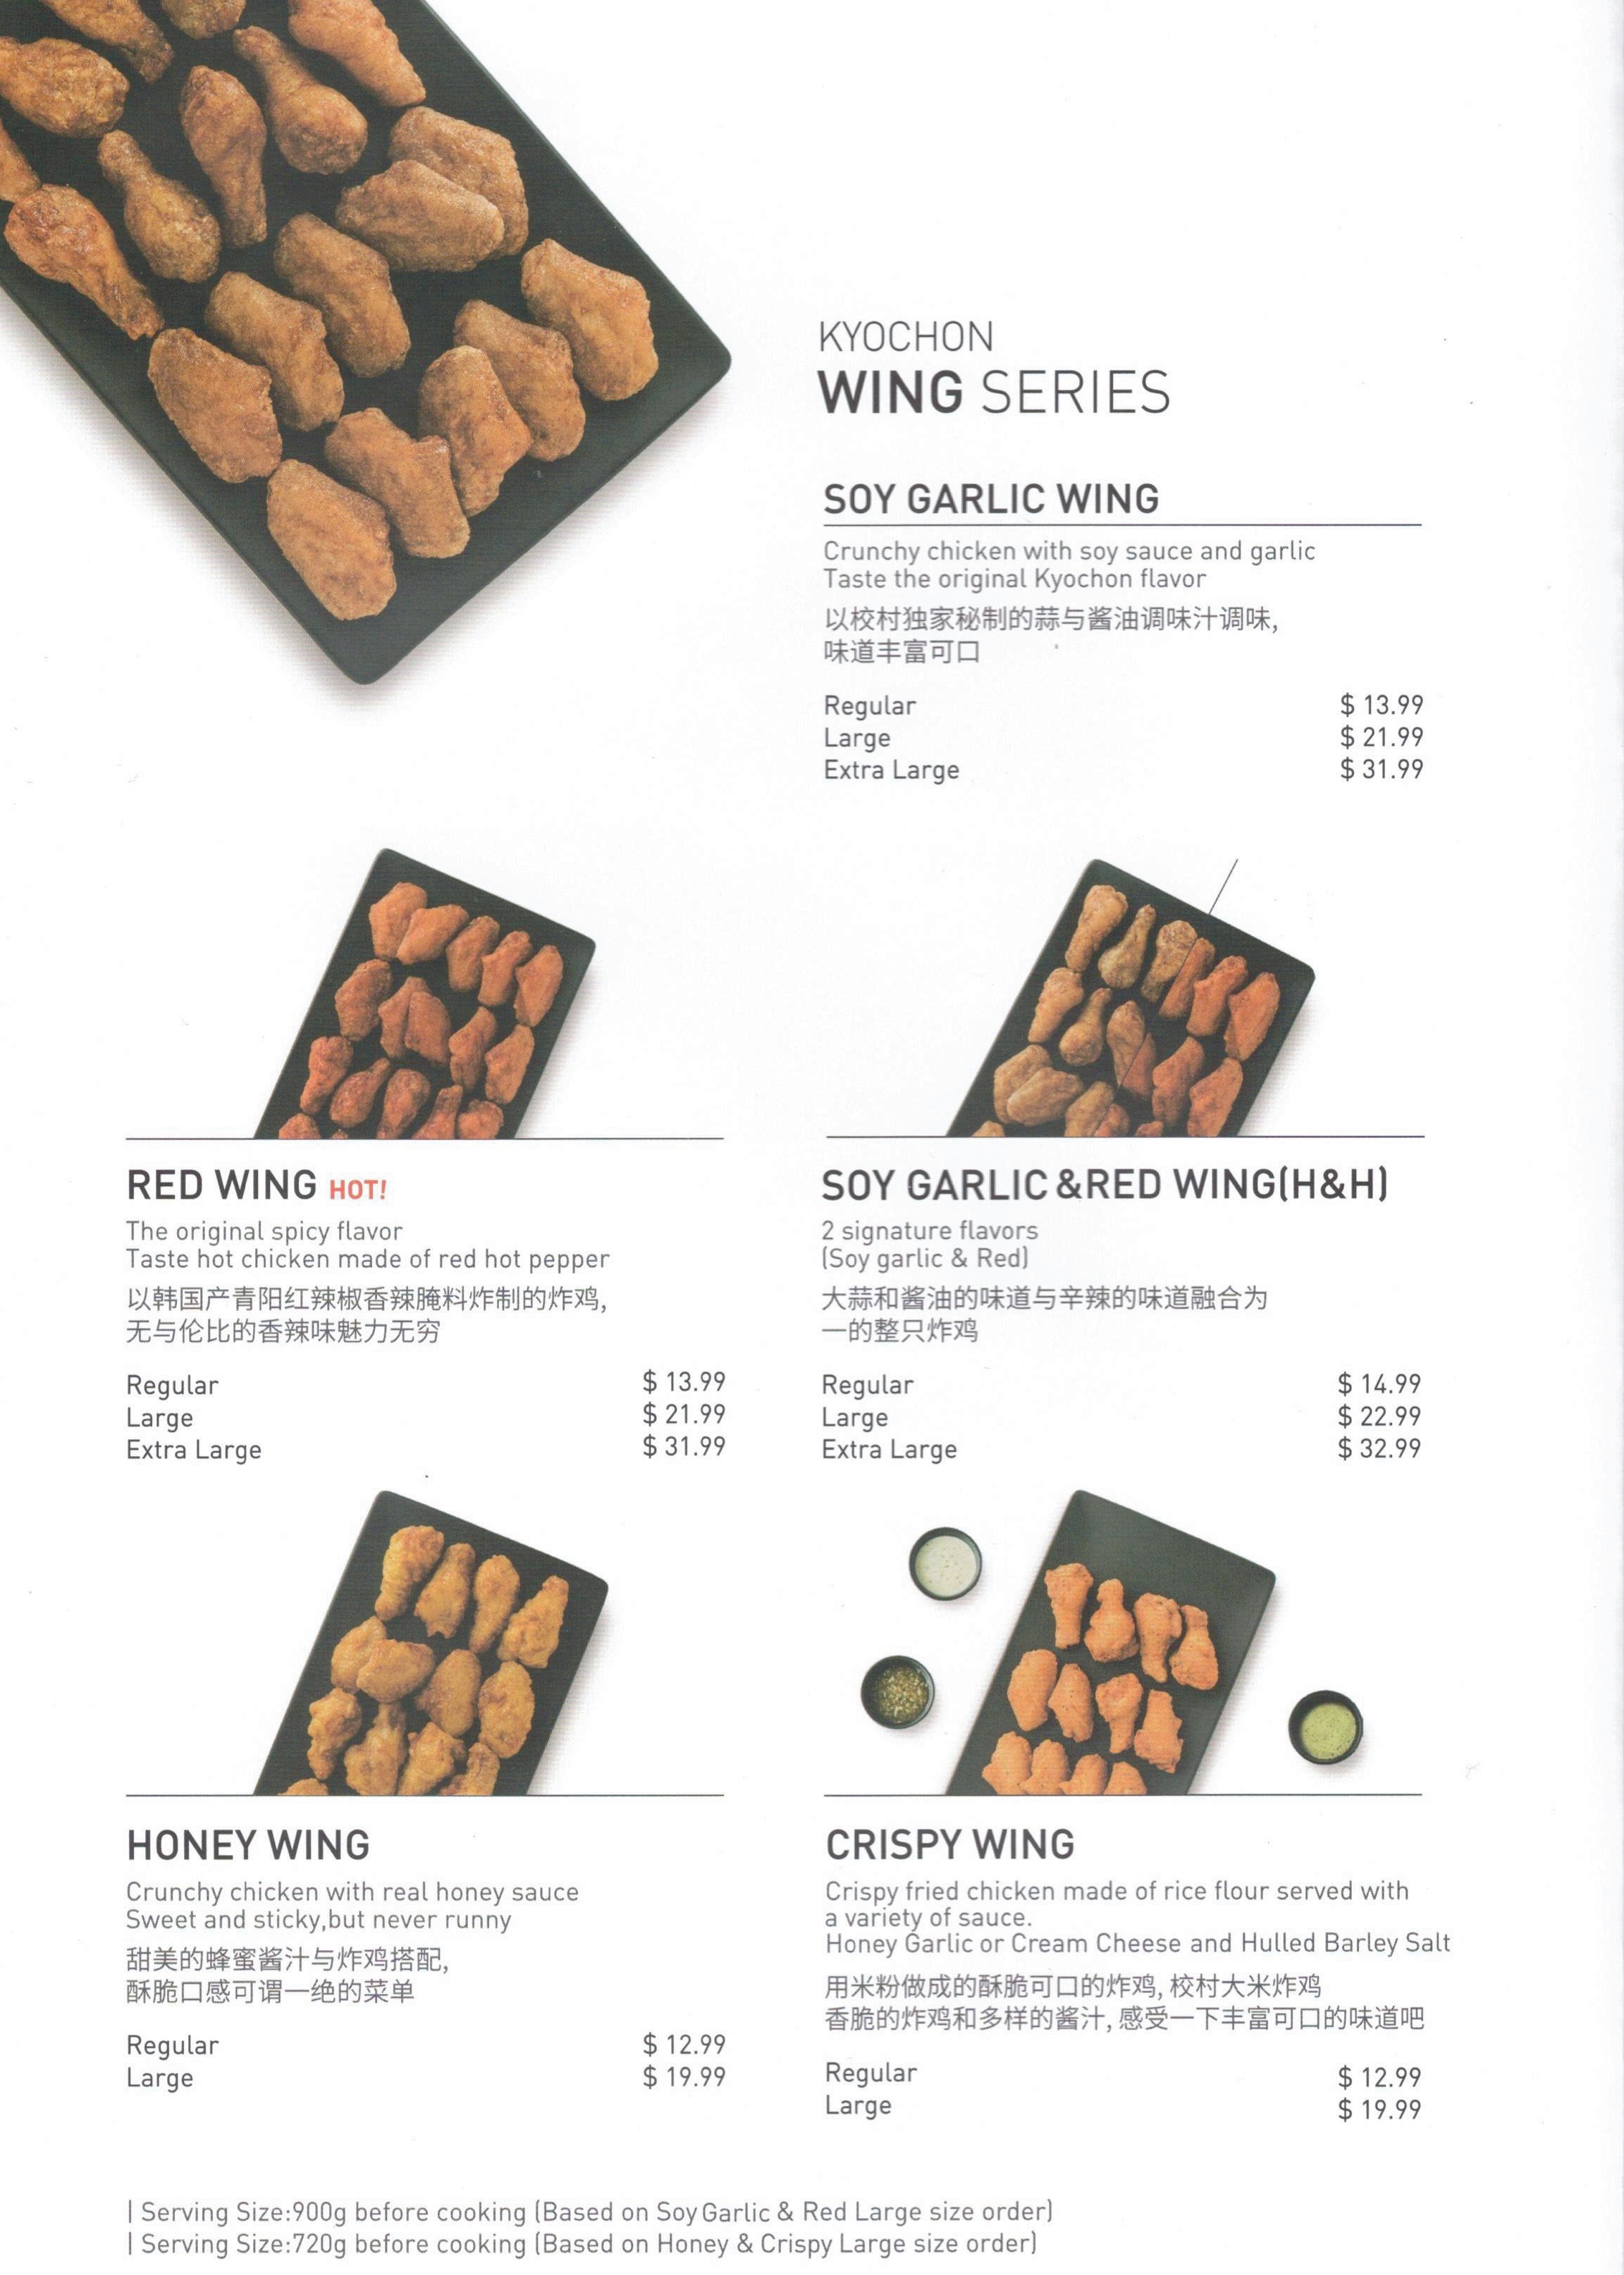 KYOCHON
WING SERIES
SOY GARLIC WING
Crunchy chicken with soy sauce and garlic
Taste the original Kyochon flavor
以校村独家秘制的蒜与酱油调味汁调味,
味道丰富可口
Regular $ 13.99
Large $ 21.99
Extra Large $ 31.99
RED WING HOT!
The original spicy flavor
Taste hot chicken made of red hot pepper
以韩国产青阳红辣椒香辣腌料炸制的炸鸡,
无与伦比的香辣味魅力无穷
Regular $ 13.99
Large $ 21.99
Extra Large $ 31.99
SOY GARLIC &RED WING(H&H)
2 signature flavors
(Soy garlic & Red)
大蒜和酱油的味道与辛辣的味道融合为
一的整只炸鸡
Regular $ 14.99
Large $ 22.99
Extra Large $ 32.99
HONEY WING
Crunchy chicken with real honey sauce
Sweet and sticky,but never runny
甜美的蜂蜜酱汁与炸鸡搭配,
酥脆口感可谓一绝的菜单
Regular $ 12.99
Large $ 19.99
CRISPY WING
Crispy fried chicken made of rice flour served with
a variety of sauce.
Honey Garlic or Cream Cheese and Hulled Barley Salt
用米粉做成的酥脆可口的炸鸡, 校村大米炸鸡
香脆的炸鸡和多样的酱汁, 感受一下丰富可口的味道吧
Regular $ 12.99
Large $ 19.99
| Serving Size:900g before cooking (Based on Soy Garlic & Red Large size order)
| Serving Size:720g before cooking (Based on Honey & Crispy Large size order)